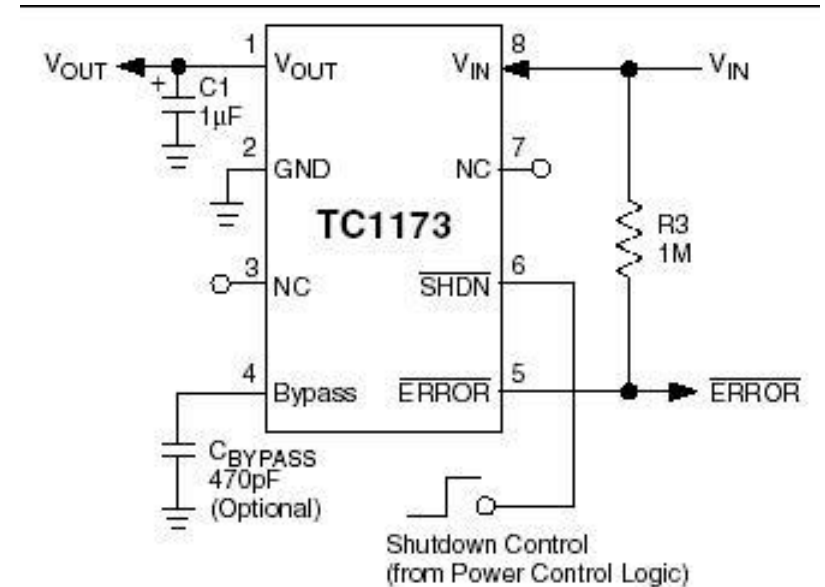 1
8
VOUT
VOUT
VIN
VIN
+
C1
1µF
2
GND
7
NC
TC1173
R3
1M
3
NC
6
SHDN
4
Bypass
5
ERROR
ERROR
CBYPASS
470pF
(Optional)
Shutdown Control
(from Power Control Logic)